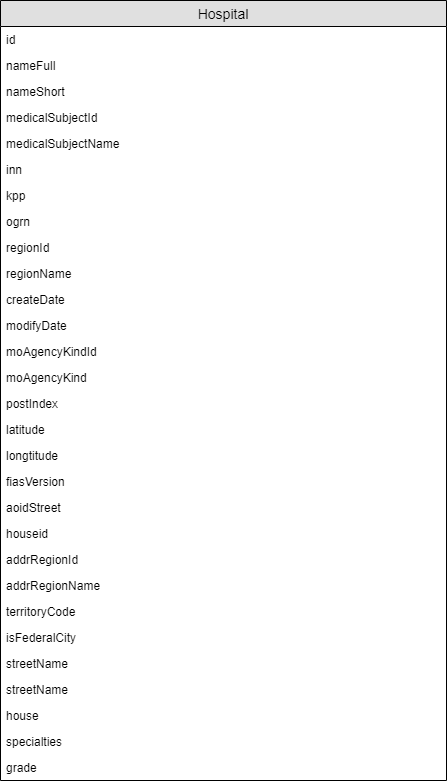 Hospital
id
nameFull
nameShort
medicalSubjectId
medicalSubjectName
inn
kpp
ogrn
regionId
regionName
createDate
modifyDate
moAgencyKindId
moAgencyKind
postIndex
latitude
longtitude
fiasVersion
aoidStreet
houseid
addrRegionId
addrRegionName
territoryCode
isFederalCity
streetName
streetName
house
specialties
grade